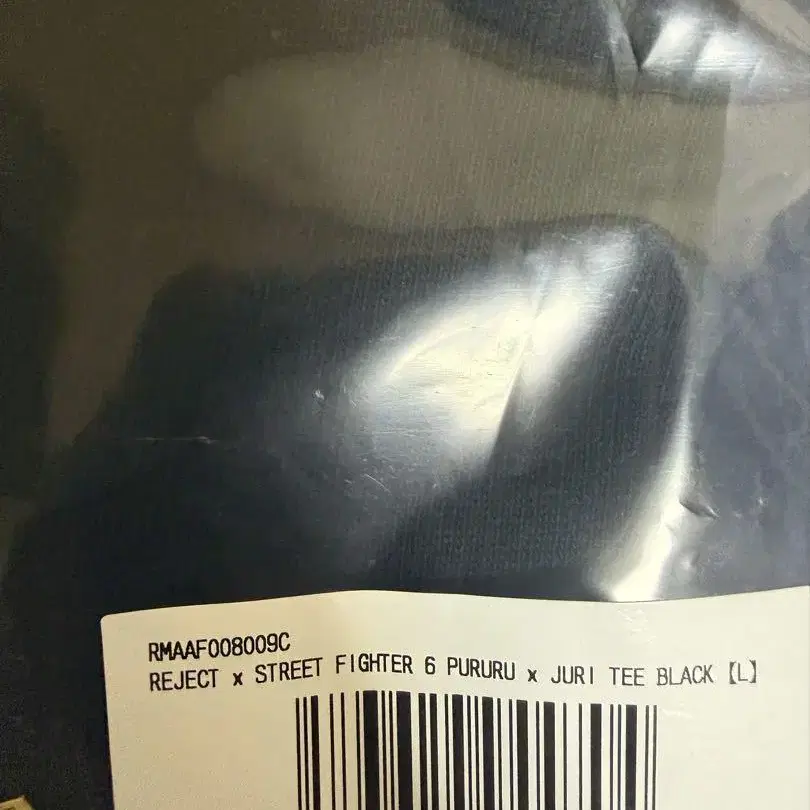 RMAAF008009C
REJECT x STREET FIGHTER 6 PURURU x JURI TEE BLACK【L】